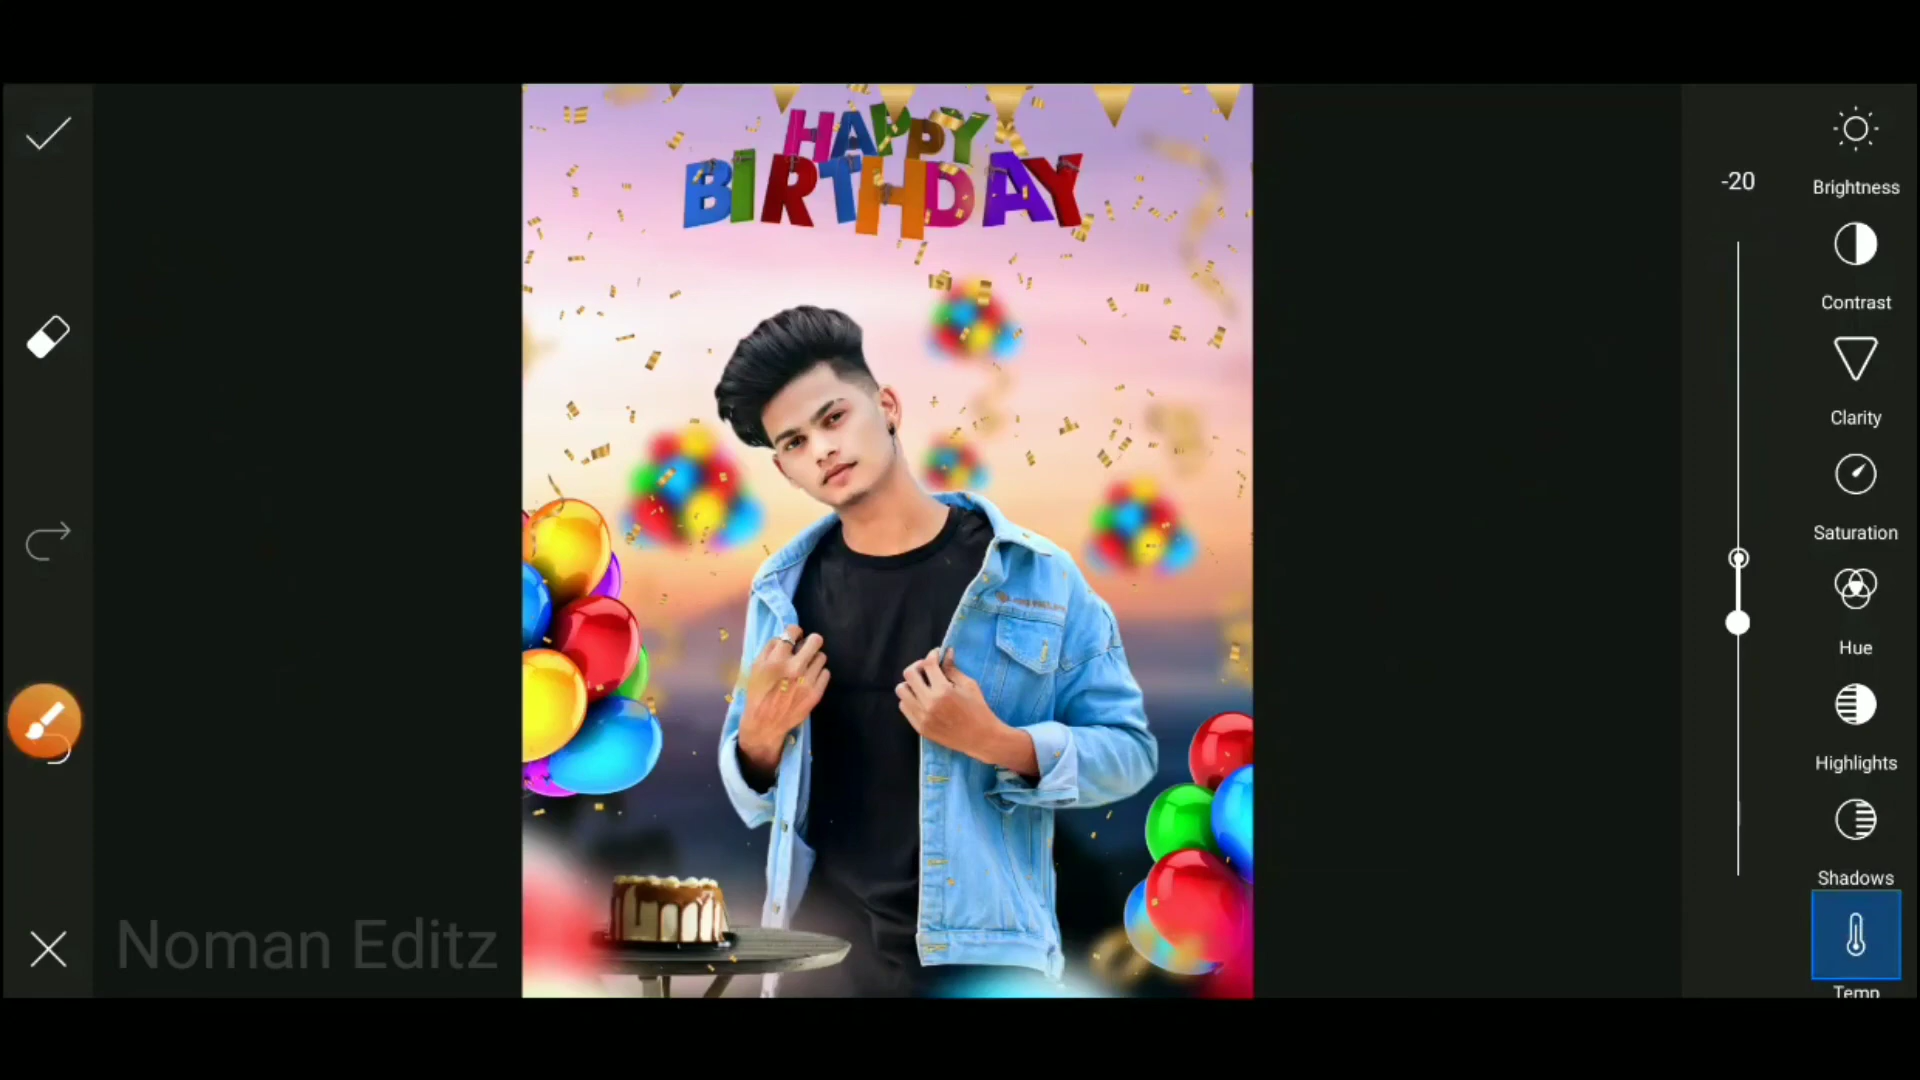 HAPPY
BIRTHDAY
-20
Brightness
Contrast
Clarity
Saturation
Hue
Highlights
Shadows
Temp
Noman Editz